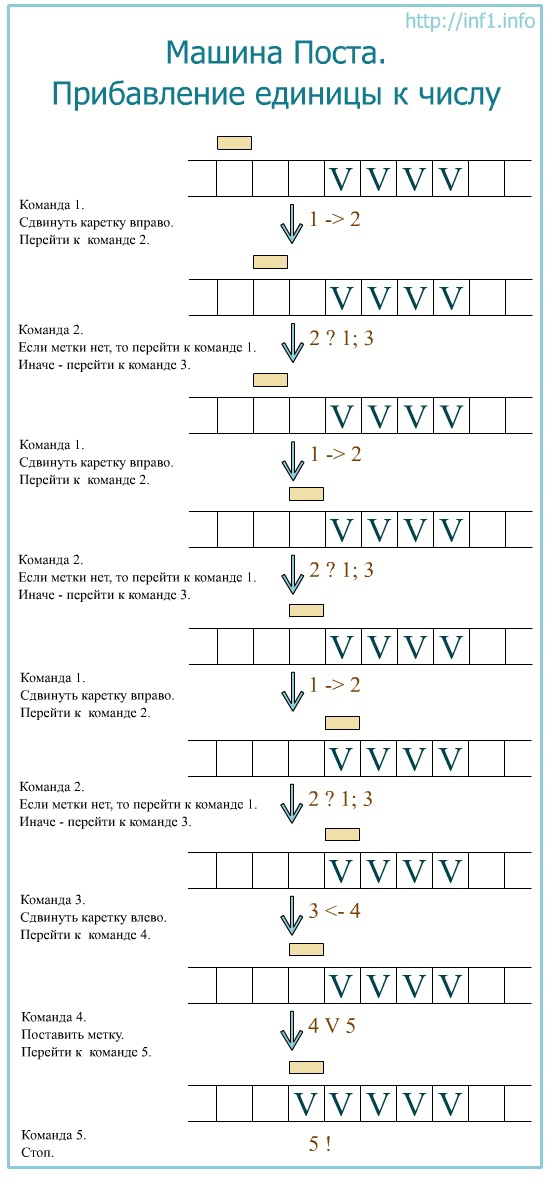 http://inf1.info
Машина Поста.
Прибавление единицы к числу
V V V V
Команда 1.
Сдвинуть каретку вправо.
Перейти к команде 2.
1 -> 2
V V V V
Команда 2.
Если метки нет, то перейти к команде 1.
Иначе - перейти к команде 3.
2 ? 1; 3
V V V V
Команда 1.
Сдвинуть каретку вправо.
Перейти к команде 2.
1 -> 2
V V V V
Команда 2.
Если метки нет, то перейти к команде 1.
Иначе - перейти к команде 3.
2 ? 1; 3
V V V V
Команда 1.
Сдвинуть каретку вправо.
Перейти к команде 2.
1 -> 2
V V V V
Команда 2.
Если метки нет, то перейти к команде 1.
Иначе - перейти к команде 3.
2 ? 1; 3
V V V V
Команда 3.
Сдвинуть каретку влево.
Перейти к команде 4.
3 <- 4
V V V V
Команда 4.
Поставить метку.
Перейти к команде 5.
4 V 5
V V V V V
Команда 5.
Стоп.
5 !